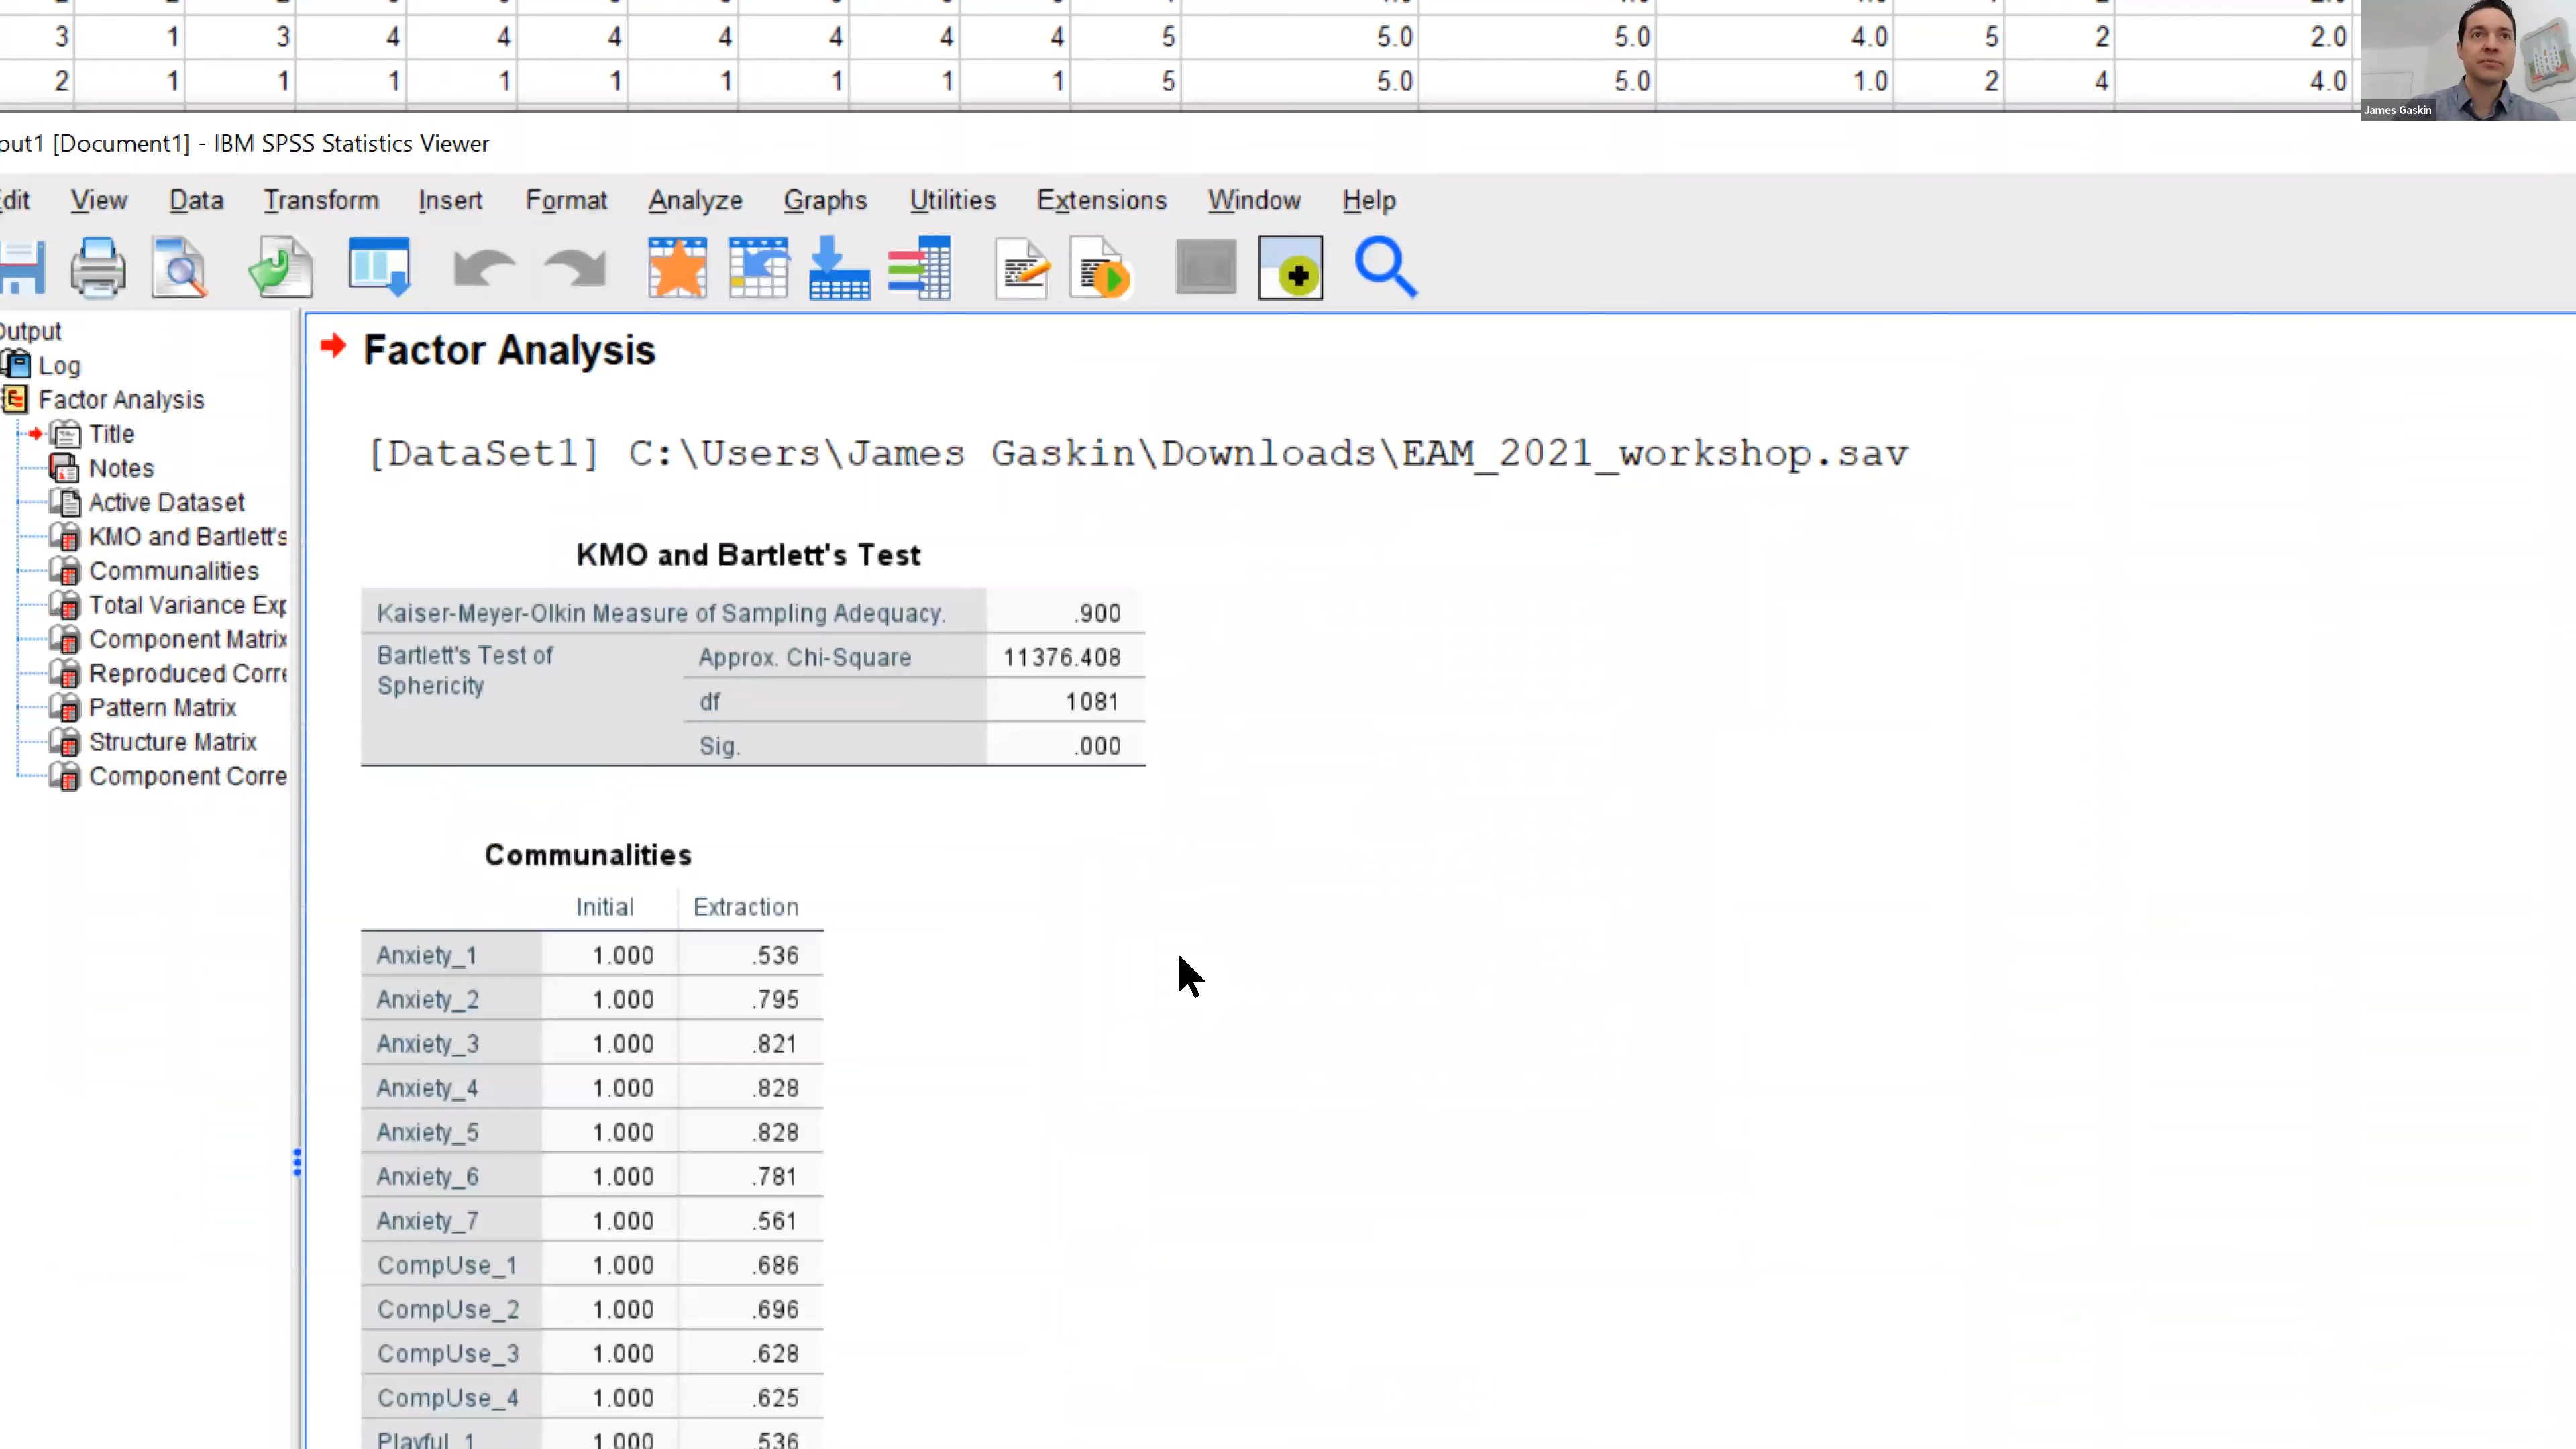 3 1 3 4 4 4 4 4 4 4 5 5.0 5.0 4.0 5 2 2.0
2 1 1 1 1 1 1 1 1 1 5 5.0 5.0 1.0 2 4 4.0
James Gaskin
put1 [Document1] - IBM SPSS Statistics Viewer
Edit View Data Transform Insert Format Analyze Graphs Utilities Extensions Window Help
Output
Log
Factor Analysis
Title
Notes
Active Dataset
KMO and Bartlett's
Communalities
Total Variance Exp
Component Matrix
Reproduced Corre
Pattern Matrix
Structure Matrix
Component Corre
Factor Analysis
[DataSet1] C:\Users\James Gaskin\Downloads\EAM_2021_workshop.sav
KMO and Bartlett's Test
Kaiser-Meyer-Olkin Measure of Sampling Adequacy. .900
Bartlett's Test of Sphericity Approx. Chi-Square 11376.408
df 1081
Sig. .000
Communalities
Initial Extraction
Anxiety_1 1.000 .536
Anxiety_2 1.000 .795
Anxiety_3 1.000 .821
Anxiety_4 1.000 .828
Anxiety_5 1.000 .828
Anxiety_6 1.000 .781
Anxiety_7 1.000 .561
CompUse_1 1.000 .686
CompUse_2 1.000 .696
CompUse_3 1.000 .628
CompUse_4 1.000 .625
Playful_1 1.000 .536